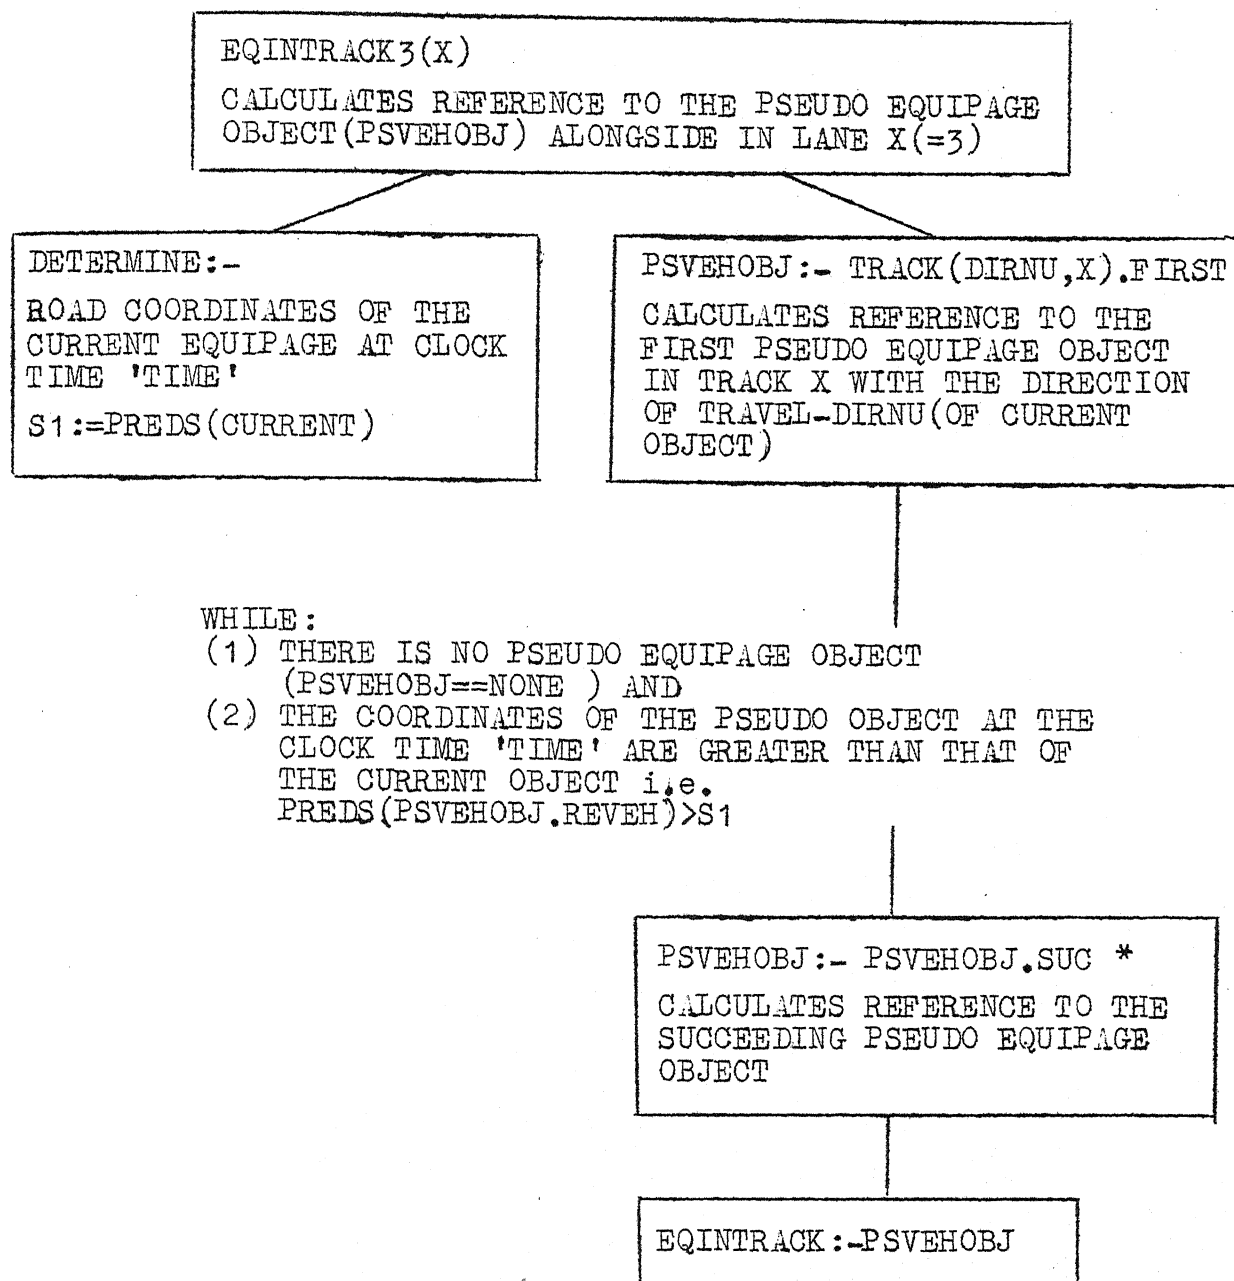 EQINTRACK3(X)
CALCULATES REFERENCE TO THE PSEUDO EQUIPAGE
OBJECT(PSVEHOBJ) ALONGSIDE IN LANE X(=3)
DETERMINE:-
ROAD COORDINATES OF THE
CURRENT EQUIPAGE AT CLOCK
TIME 'TIME'
S1:=PREDS(CURRENT)
PSVEHOBJ:- TRACK(DIRNU,X).FIRST
CALCULATES REFERENCE TO THE
FIRST PSEUDO EQUIPAGE OBJECT
IN TRACK X WITH THE DIRECTION
OF TRAVEL-DIRNU(OF CURRENT
OBJECT)
WHILE:
(1) THERE IS NO PSEUDO EQUIPAGE OBJECT
(PSVEHOBJ==NONE ) AND
(2) THE COORDINATES OF THE PSEUDO OBJECT AT THE
CLOCK TIME 'TIME' ARE GREATER THAN THAT OF
THE CURRENT OBJECT i.e.
PREDS(PSVEHOBJ.REVEH)>S1
PSVEHOBJ:- PSVEHOBJ.SUC *
CALCULATES REFERENCE TO THE
SUCCEEDING PSEUDO EQUIPAGE
OBJECT
EQINTRACK:-PSVEHOBJ